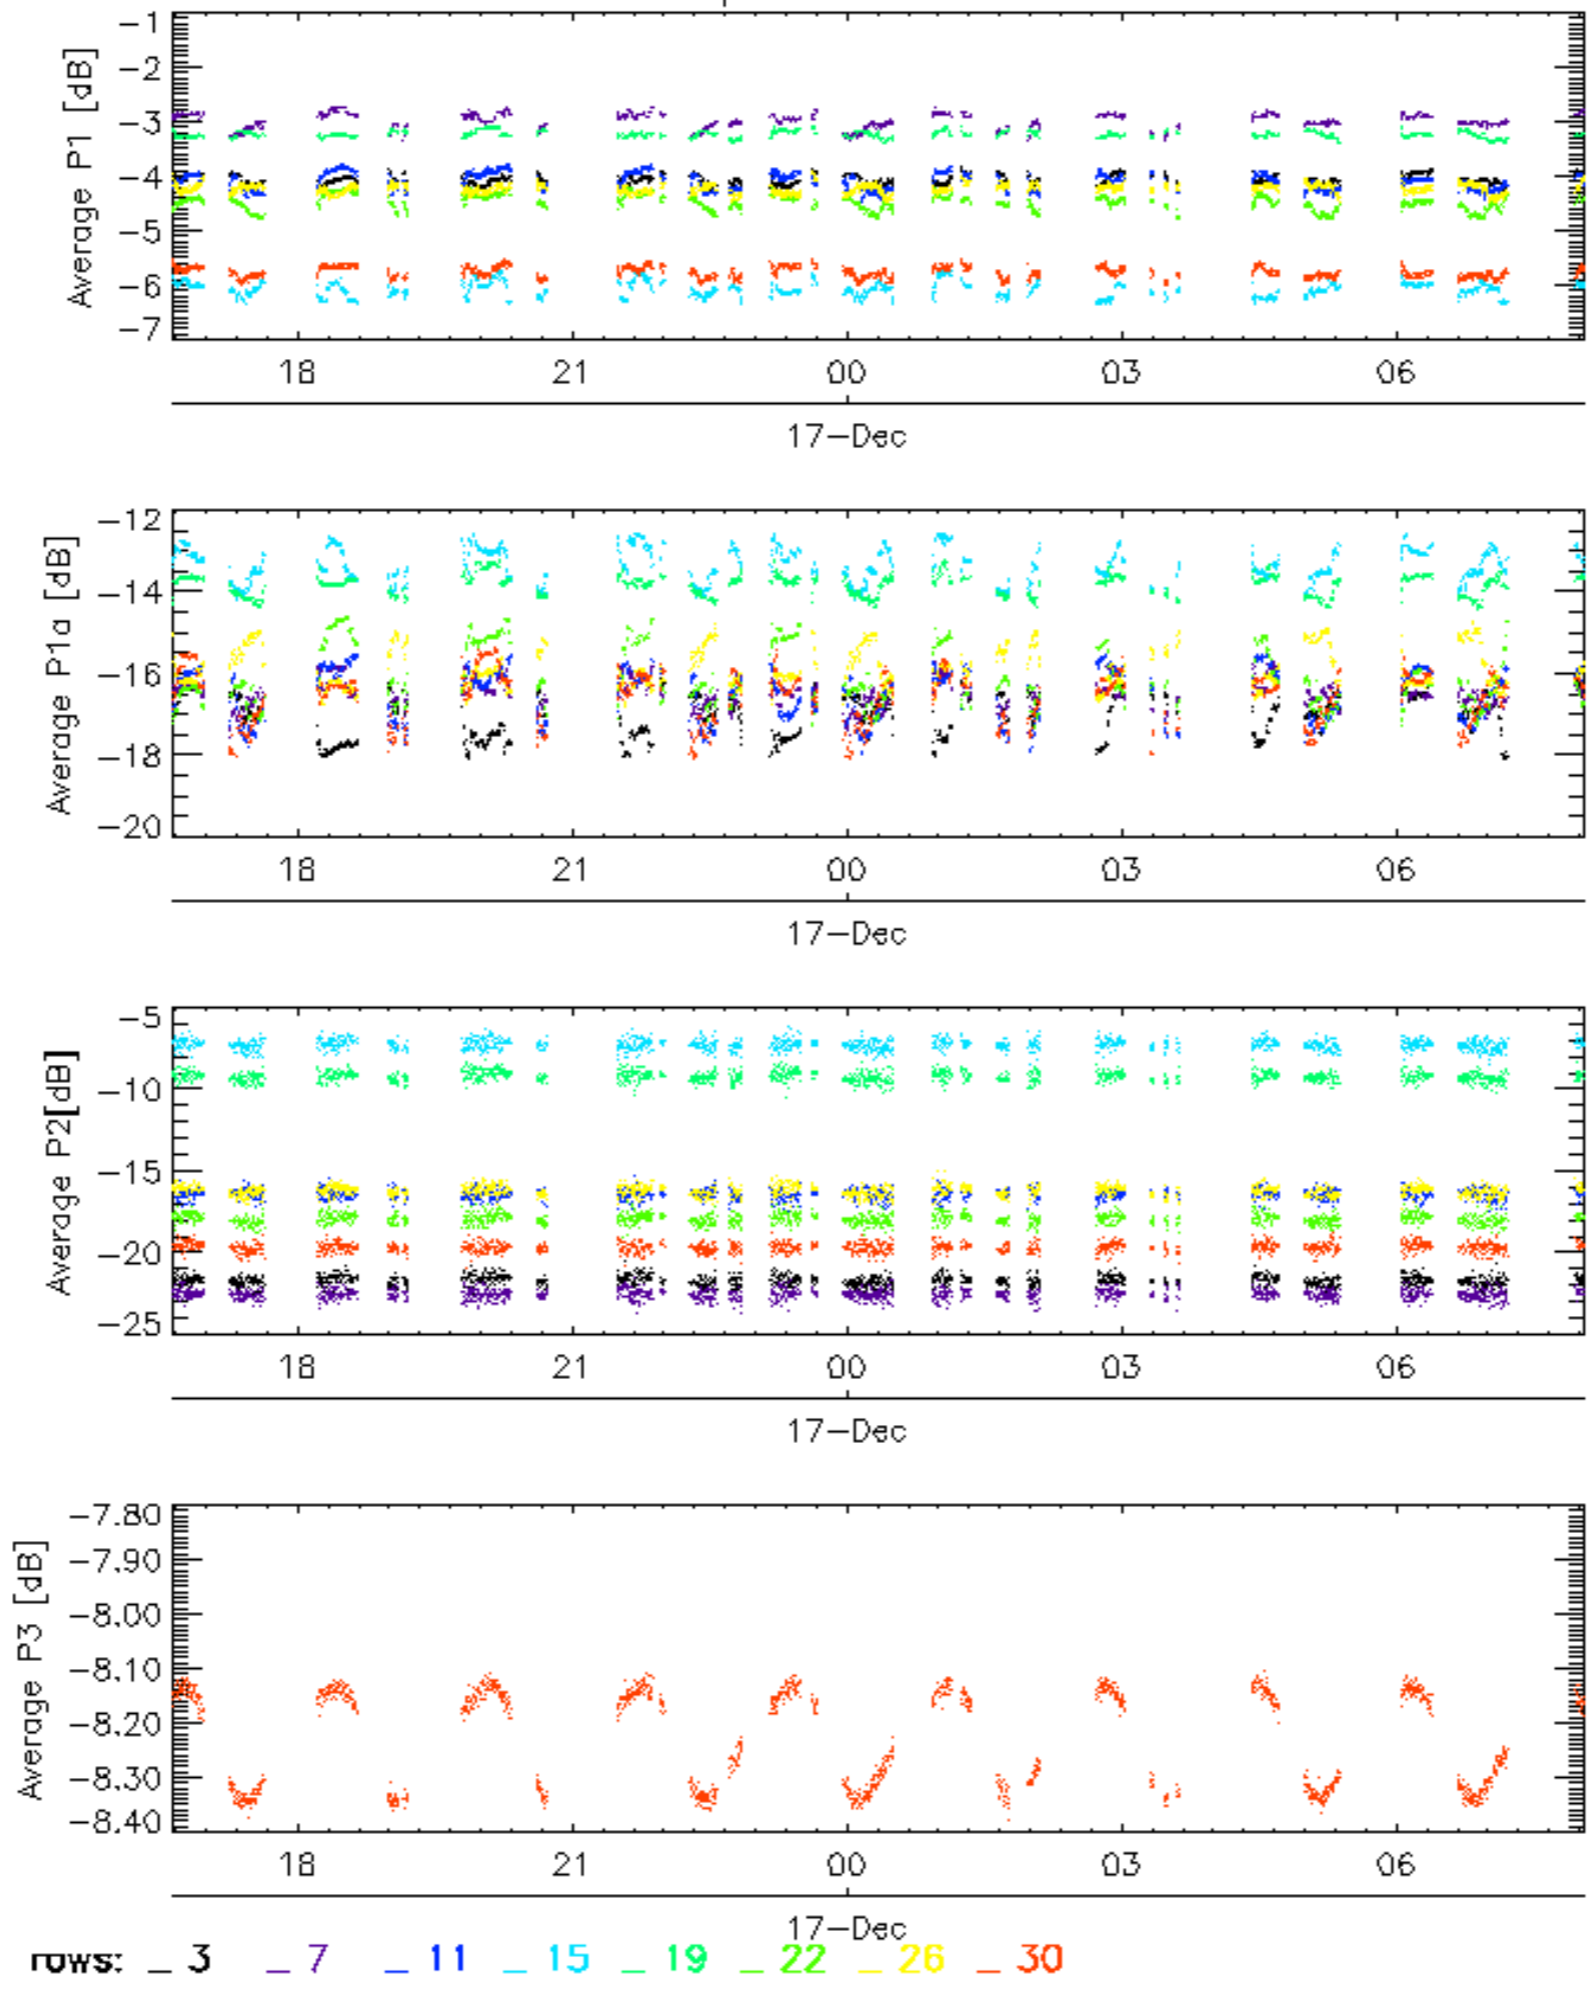 Average P1 [dB]
-1
-2
-3
-4
-5
-6
-7
18 21 00 03 06
17-Dec
Average P1a [dB]
-12
-14
-16
-18
-20
18 21 00 03 06
17-Dec
Average P2[dB]
-5
-10
-15
-20
-25
18 21 00 03 06
17-Dec
Average P3 [dB]
-7.80
-7.90
-8.00
-8.10
-8.20
-8.30
-8.40
18 21 00 03 06
17-Dec
rows: _ 3 _ 7 _ 11 _ 15 _ 19 _ 22 _ 26 _ 30